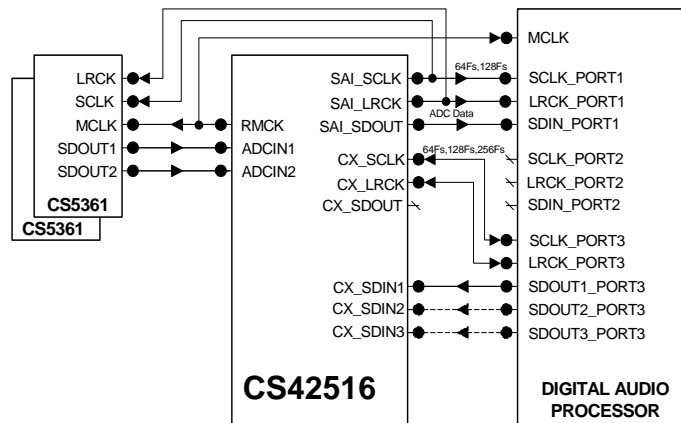 LRCK
SCLK
MCLK
SDOUT1
SDOUT2
CS5361
CS5361
RMCK
ADCIN1
ADCIN2
SAI_SCLK
SAI_LRCK
SAI_SDOUT
CX_SCLK
CX_LRCK
CX_SDOUT
CX_SDIN1
CX_SDIN2
CX_SDIN3
CS42516
64Fs,128Fs
ADC Data
64Fs,128Fs,256Fs
MCLK
SCLK_PORT1
LRCK_PORT1
SDIN_PORT1
SCLK_PORT2
LRCK_PORT2
SDIN_PORT2
SCLK_PORT3
LRCK_PORT3
SDOUT1_PORT3
SDOUT2_PORT3
SDOUT3_PORT3
DIGITAL AUDIO
PROCESSOR